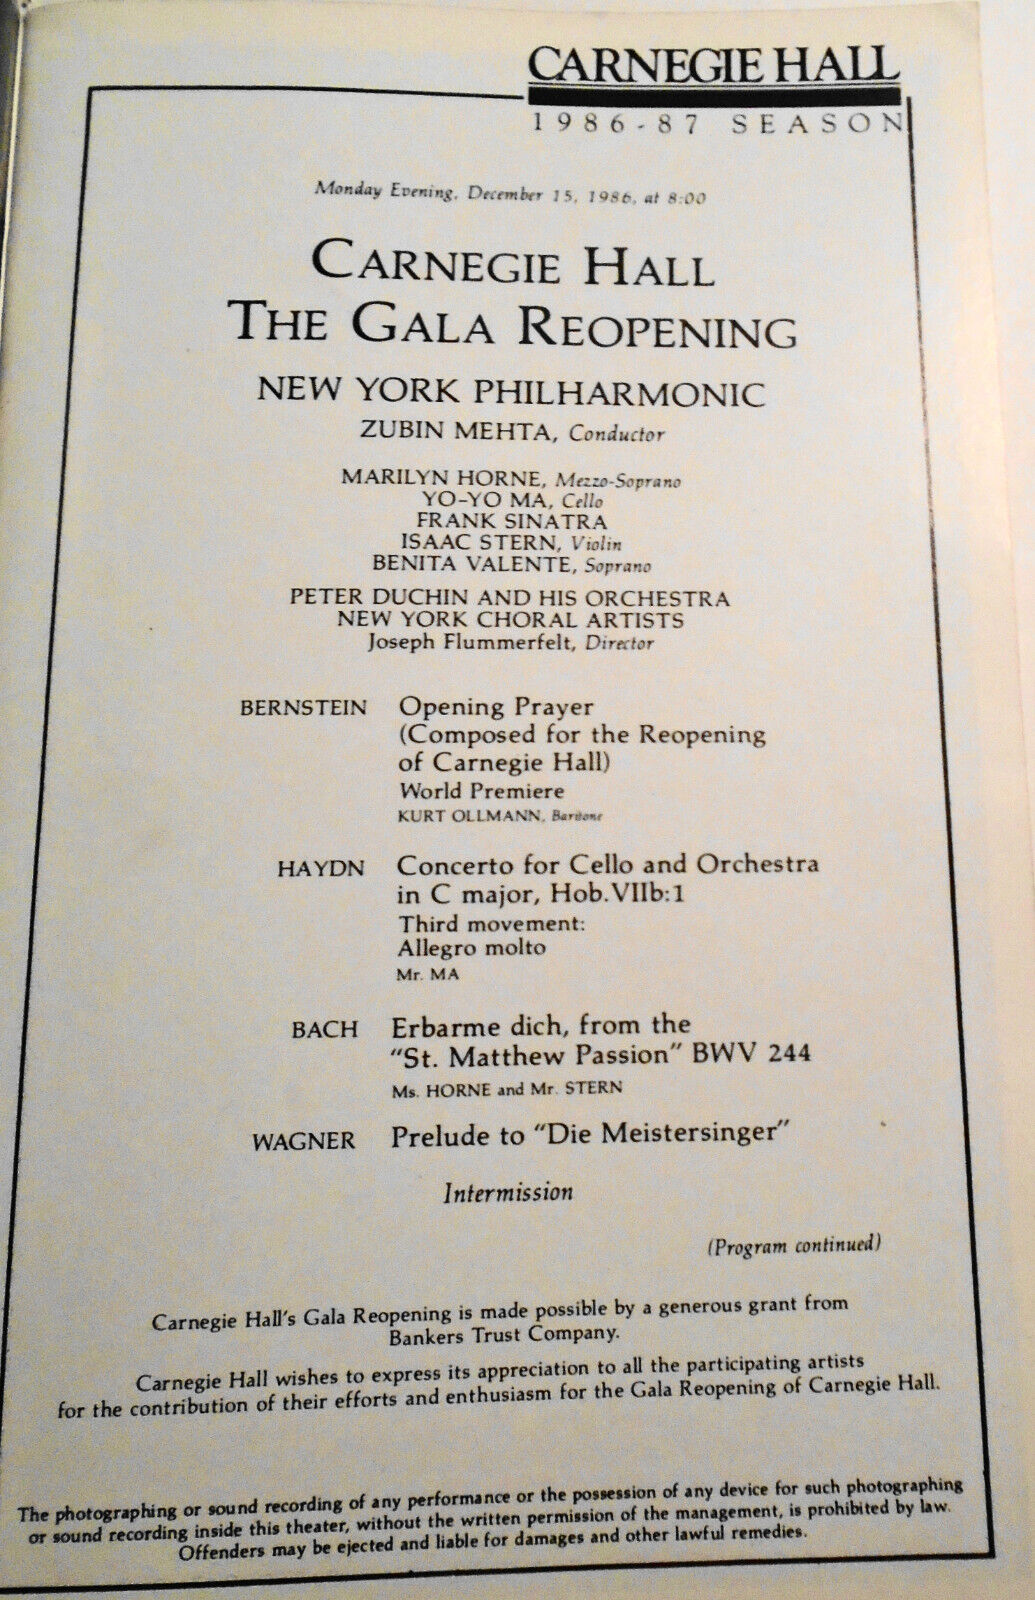 CARNEGIE HALL
1986-87 SEASON
Monday Evening, December 15, 1986, at 8:00
CARNEGIE HALL
THE GALA REOPENING
NEW YORK PHILHARMONIC
ZUBIN MEHTA, Conductor
MARILYN HORNE, Mezzo-Soprano
YO-YO MA, Cello
FRANK SINATRA
ISAAC STERN, Violin
BENITA VALENTE, Soprano
PETER DUCHIN AND HIS ORCHESTRA
NEW YORK CHORAL ARTISTS
Joseph Flummerfelt, Director
BERNSTEIN Opening Prayer
(Composed for the Reopening
of Carnegie Hall)
World Premiere
KURT OLLMANN, Baritone
HAYDN Concerto for Cello and Orchestra
in C major, Hob.VIIb:1
Third movement:
Allegro molto
Mr. MA
BACH Erbarme dich, from the
"St. Matthew Passion" BWV 244
Ms. HORNE and Mr. STERN
WAGNER Prelude to "Die Meistersinger"
Intermission
(Program continued)
Carnegie Hall's Gala Reopening is made possible by a generous grant from
Bankers Trust Company.
Carnegie Hall wishes to express its appreciation to all the participating artists
for the contribution of their efforts and enthusiasm for the Gala Reopening of Carnegie Hall.
The photographing or sound recording of any performance or the possession of any device for such photographing
or sound recording inside this theater, without the written permission of the management, is prohibited by law.
Offenders may be ejected and liable for damages and other lawful remedies.